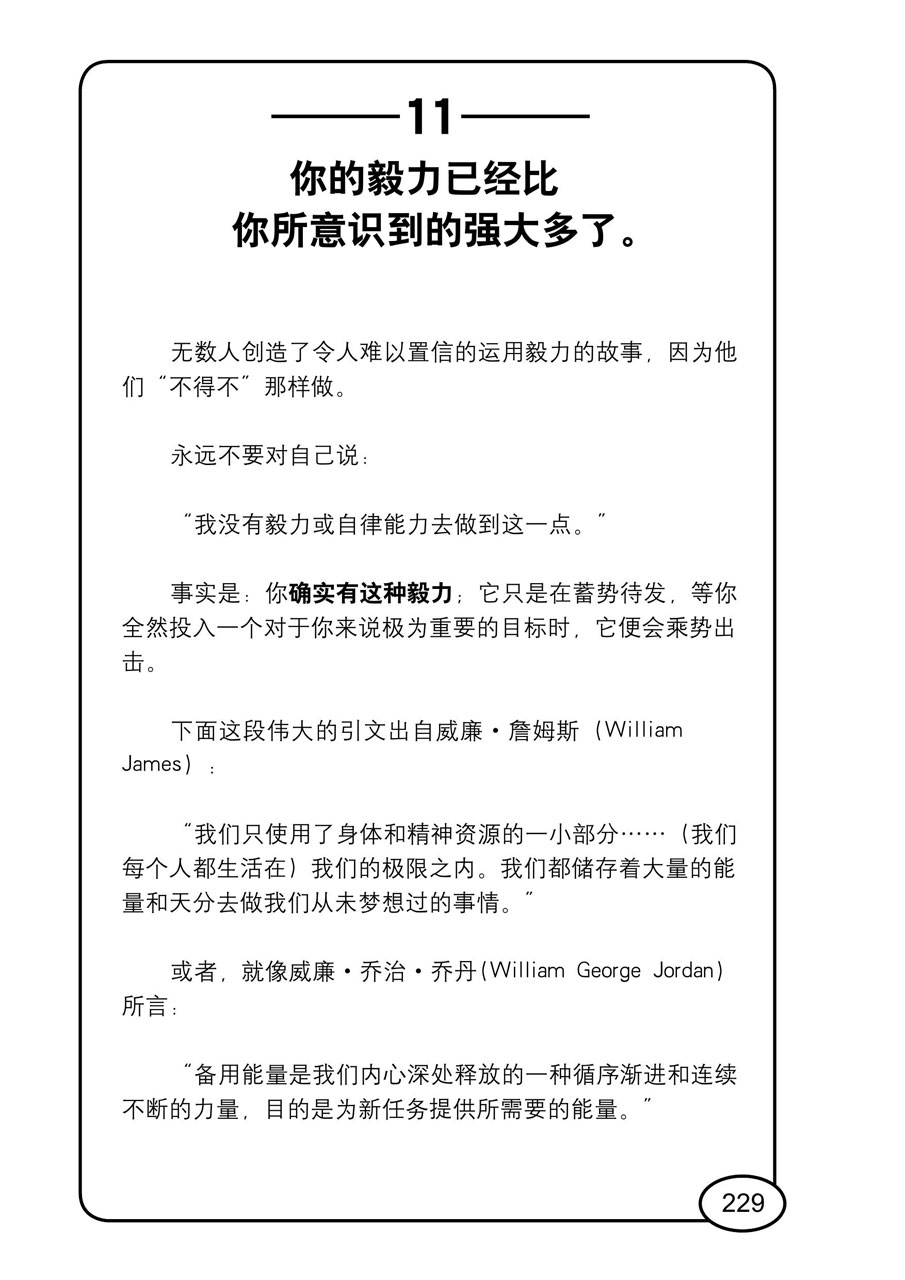 11
你的毅力已经比
你所意识到的强大多了。
无数人创造了令人难以置信的运用毅力的故事，因为他
们“不得不”那样做。
永远不要对自己说：
“我没有毅力或自律能力去做到这一点。”
事实是：你确实有这种毅力；它只是在蓄势待发，等你
全然投入一个对于你来说极为重要的目标时，它便会乘势出
击。
下面这段伟大的引文出自威廉·詹姆斯（William
James）：
“我们只使用了身体和精神资源的一小部分……（我们
每个人都生活在）我们的极限之内。我们都储存着大量的能
量和天分去做我们从未梦想过的事情。”
或者，就像威廉·乔治·乔丹(William George Jordan)
所言：
“备用能量是我们内心深处释放的一种循序渐进和连续
不断的力量，目的是为新任务提供所需要的能量。”
229